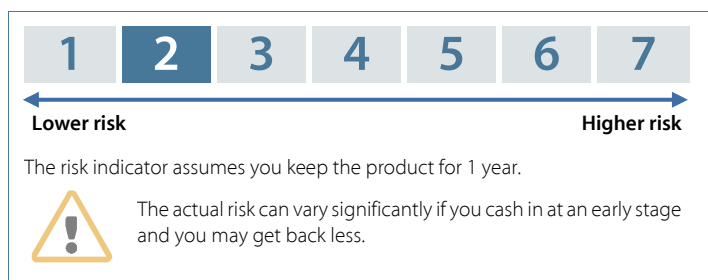 1 2 3 4 5 6 7
Lower risk Higher risk
The risk indicator assumes you keep the product for 1 year.
The actual risk can vary significantly if you cash in at an early stage
and you may get back less.